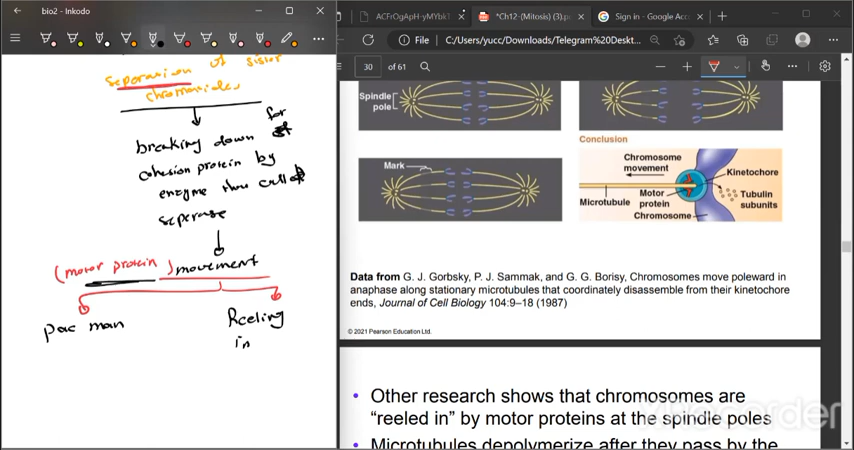 bio2 - Inkodo
ACFrOgApH-yMYbkT
*Ch12 (Mitosis) (3).p
Sign in - Google Acc
File
C:/Users/yucc/Downloads/Telegram%20Deskt...
30 of 61
seperation of sister
chromatides
breaking down for
cohesion protein by
enzyme
seperase
(motor protein) movement
pac man
Reeling
in
Spindle
pole
Mark
Conclusion
Chromosome
movement
Kinetochore
Microtubule
Motor
protein
Chromosome
Tubulin
subunits
Data from G. J. Gorbsky, P. J. Sammak, and G. G. Borisy, Chromosomes move poleward in
anaphase along stationary microtubules that coordinately disassemble from their kinetochore
ends, Journal of Cell Biology 104:9–18 (1987)
© 2021 Pearson Education Ltd.
• Other research shows that chromosomes are
“reeled in” by motor proteins at the spindle poles
• Microtubules depolymerize after they pass by the